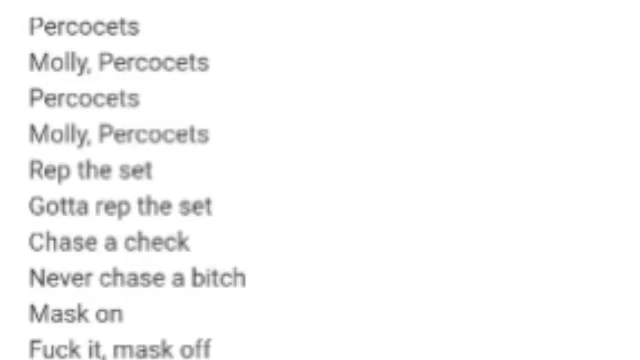 Percocets
Molly, Percocets
Percocets
Molly, Percocets
Rep the set
Gotta rep the set
Chase a check
Never chase a bitch
Mask on
Fuck it, mask off